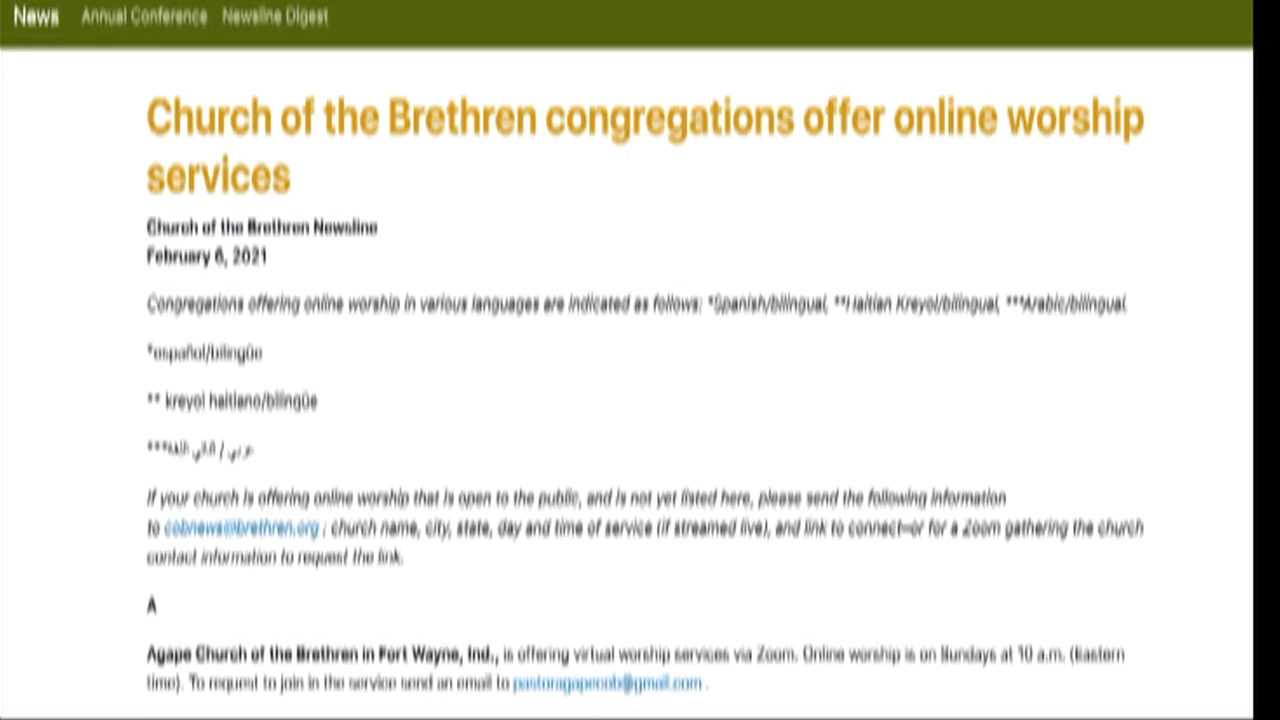 News Annual Conference Newsline Digest
Church of the Brethren congregations offer online worship
services
Church of the Brethren Newsline
February 6, 2021
Congregations offering online worship in various languages are indicated as follows: *Spanish/bilingual, **Haitian Kreyol/bilingual, ***Arabic/bilingual.
*español/bilingüe
** kreyol haitiano/bilingüe
***
If your church is offering online worship that is open to the public, and is not yet listed here, please send the following information
to cobnews@brethren.org ; church name, city, state, day and time of service (if streamed live), and link to connect—or for a Zoom gathering the church
contact information to request the link.
A
Agape Church of the Brethren in Fort Wayne, Ind., is offering virtual worship services via Zoom. Online worship is on Sundays at 10 a.m. (Eastern
time). To request to join in the service send an email to pastoragapecob@gmail.com .